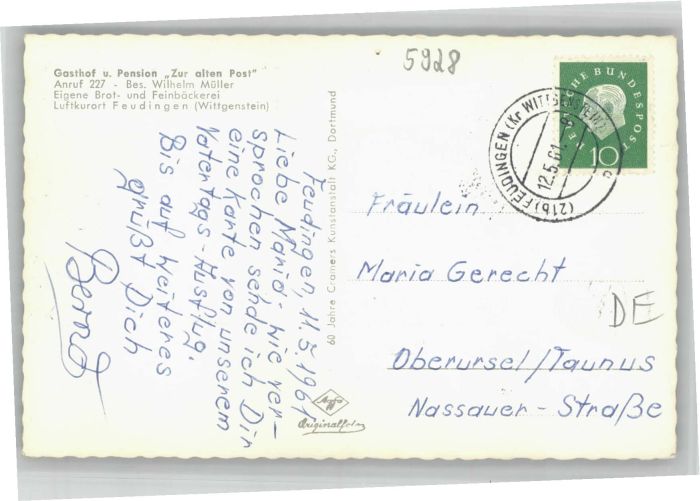 Gasthof u. Pension „Zur alten Post"
Anruf 227 - Bes. Wilhelm Müller
Eigene Brot- und Feinbäckerei
Luftkurort Feudingen (Wittgenstein)
5928
DEUTSCHE BUNDESPOST
10
(21b) FEUDINGEN (Kr WITTGENSTEIN)
12.5.61
Feudingen, 11.5.1961
Liebe Maria, wie ver-
sprochen sende ich Dir
eine Karte von unserem
Vatertags-Ausflug.
Bis auf weiteres
grüßt Dich
Bernd
60 Jahre Cramers Kunstanstalt KG., Dortmund
Agfa
Originalfoto
Fräulein
Maria Gerecht
DE
Oberursel/Taunus
Nassauer-Straße